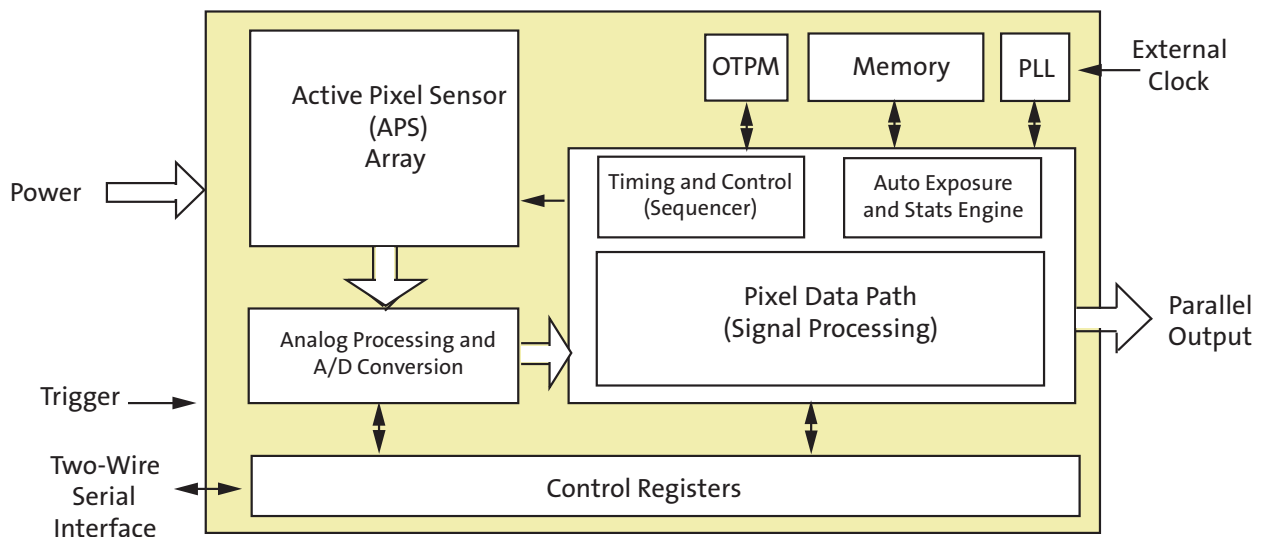 Active Pixel Sensor
(APS)
Array
OTPM
Memory
PLL
External
Clock
Power
Timing and Control
(Sequencer)
Auto Exposure
and Stats Engine
Pixel Data Path
(Signal Processing)
Parallel
Output
Analog Processing and
A/D Conversion
Trigger
Two-Wire
Serial
Interface
Control Registers